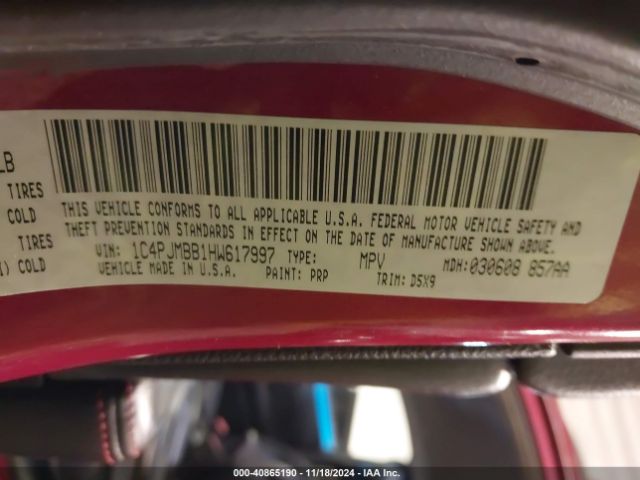 LB
TIRES
COLD
TIRES
) COLD
THIS VEHICLE CONFORMS TO ALL APPLICABLE U.S.A. FEDERAL MOTOR VEHICLE SAFETY AND
THEFT PREVENTION STANDARDS IN EFFECT ON THE DATE OF MANUFACTURE SHOWN ABOVE.
VIN: 1C4PJMBB1HW617997 TYPE: MPV MDH:030608 857AA
VEHICLE MADE IN U.S.A. PAINT: PRP TRIM: D5X9
000-40865190 - 11/18/2024 - IAA Inc.